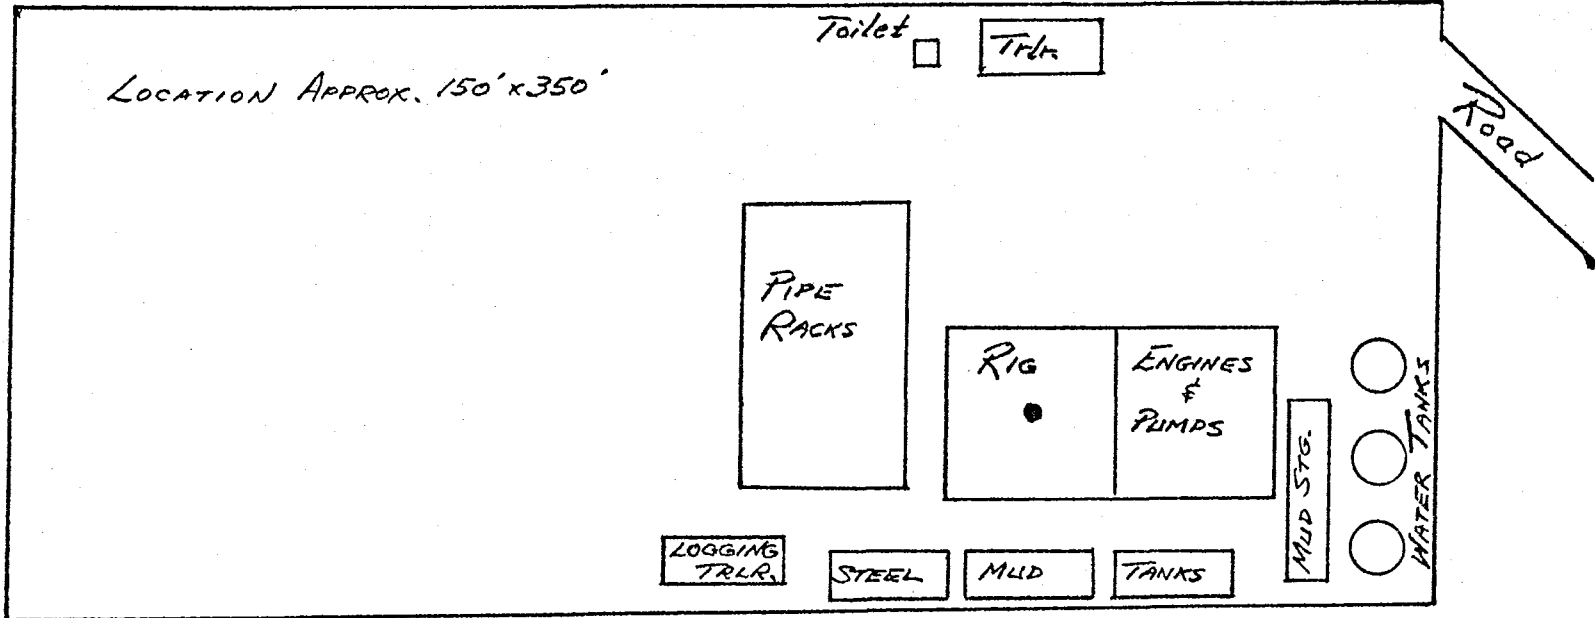 Toilet
Trlr.
LOCATION APPROX. 150' x 350'
Road
PIPE
RACKS
RIG
ENGINES
&
PUMPS
MUD STG.
WATER TANKS
LOGGING
TRLR.
STEEL
MUD
TANKS